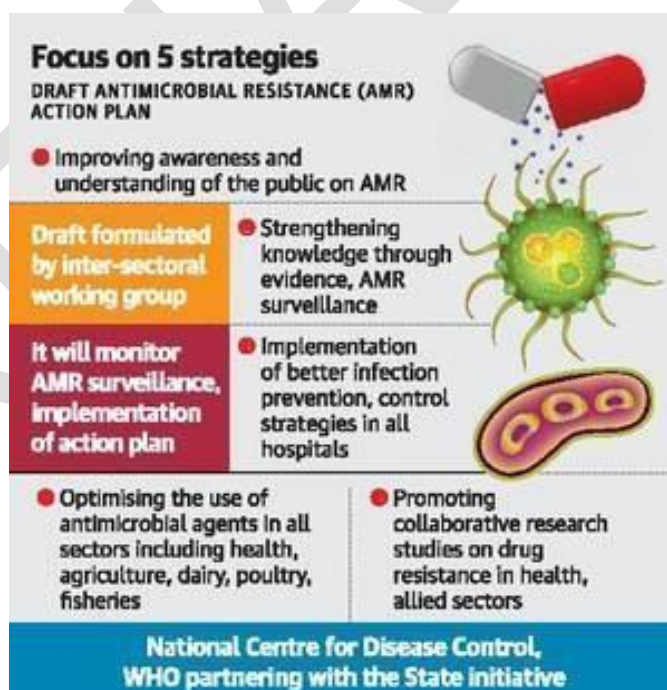 Focus on 5 strategies
DRAFT ANTIMICROBIAL RESISTANCE (AMR)
ACTION PLAN
Improving awareness and
understanding of the public on AMR
Draft formulated
by inter-sectoral
working group
Strengthening
knowledge through
evidence, AMR
surveillance
It will monitor
AMR surveillance,
implementation
of action plan
Implementation
of better infection
prevention, control
strategies in all
hospitals
Optimising the use of
antimicrobial agents in all
sectors including health,
agriculture, dairy, poultry,
fisheries
Promoting
collaborative research
studies on drug
resistance in health,
allied sectors
National Centre for Disease Control,
WHO partnering with the State initiative